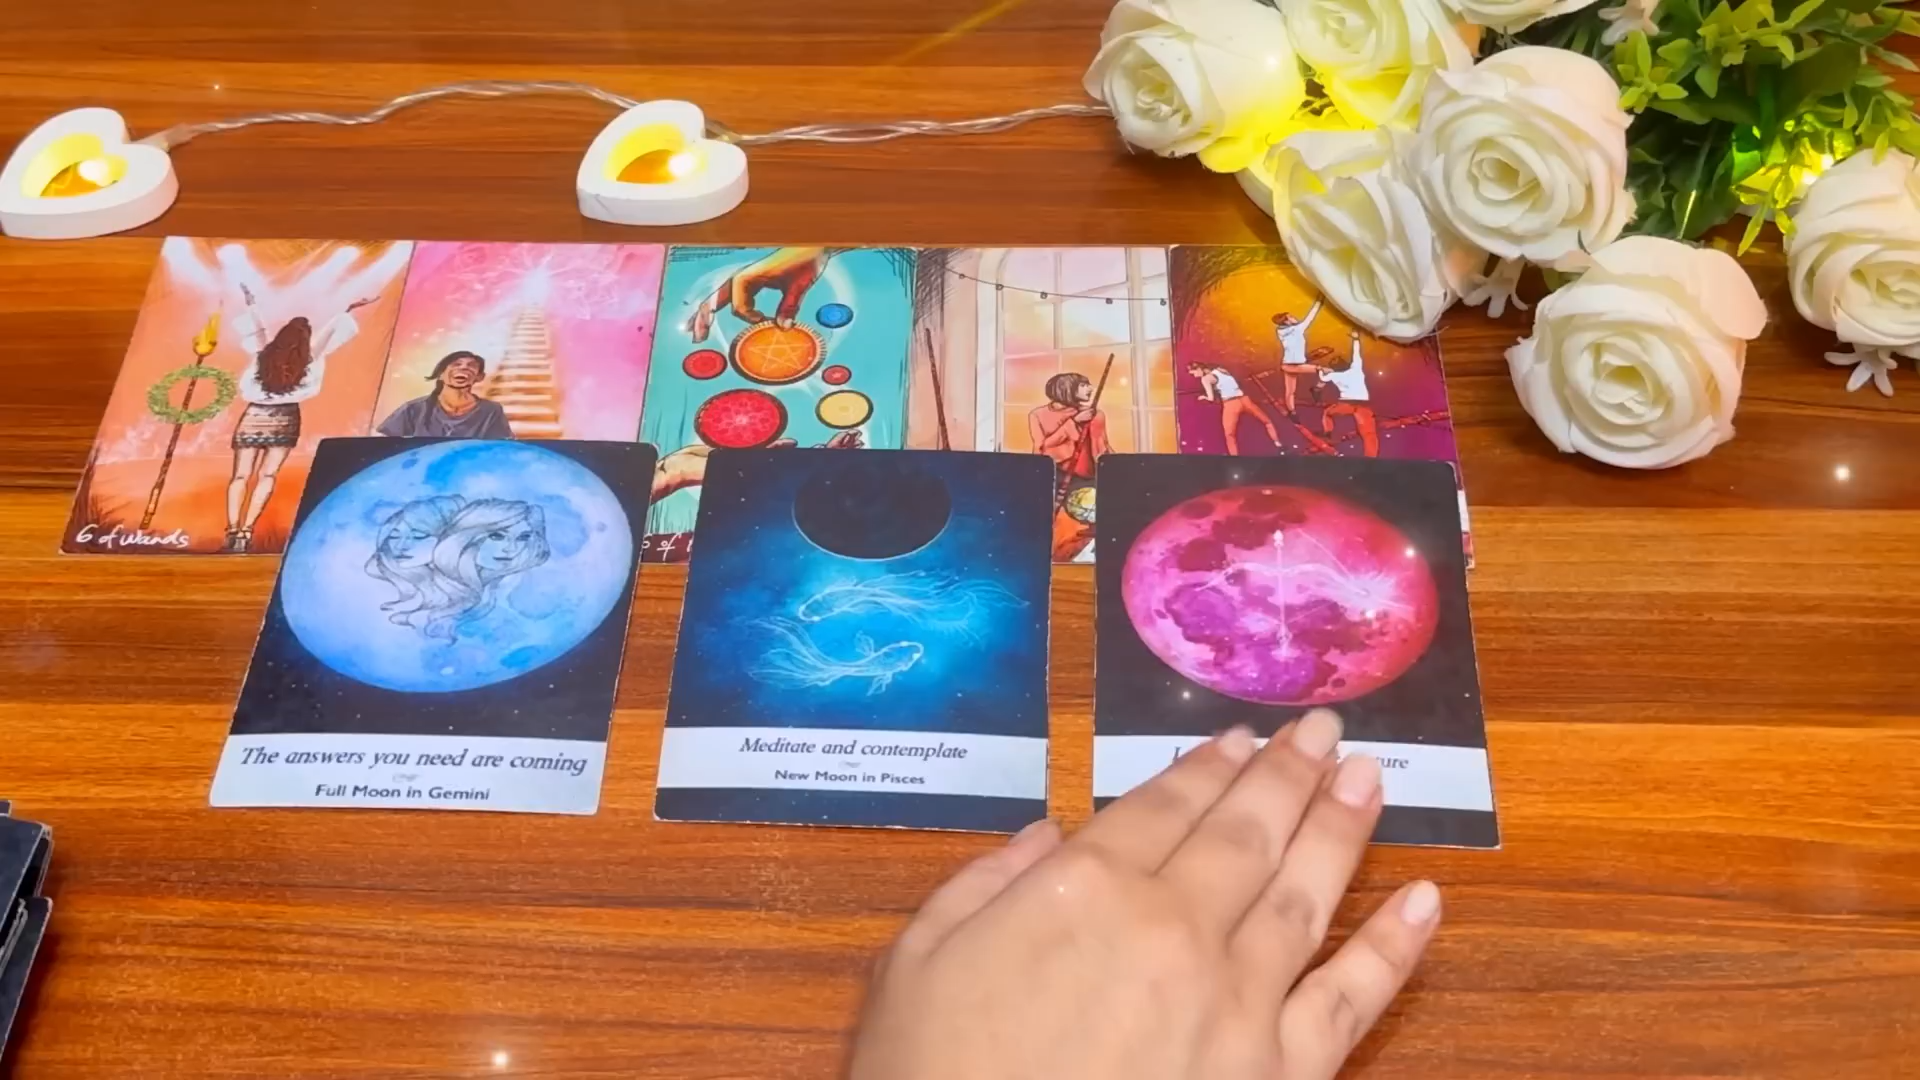 6 of wands
of
The answers you need are coming
Full Moon in Gemini
Meditate and contemplate
New Moon in Pisces